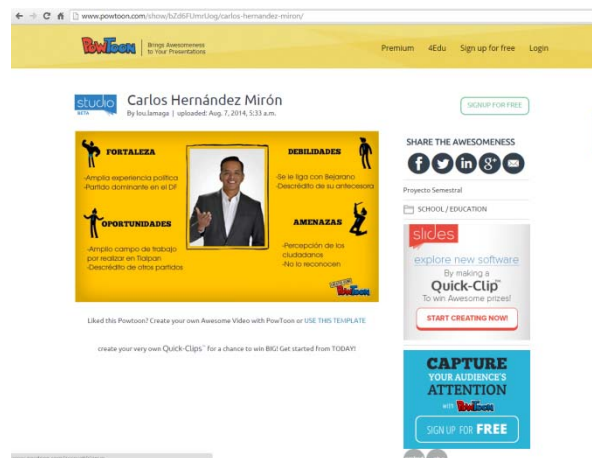 www.powtoon.com/show/bZd6FUmrUog/carlos-hernandez-miron/
PowToon
Brings Awesomeness
to Your Presentations
Premium 4Edu Sign up for free Login
studio
BETA
Carlos Hernández Mirón
By lou.lamaga | uploaded: Aug. 7, 2014, 5:33 a.m.
SIGNUP FOR FREE
FORTALEZA
-Amplia experiencia política
-Partido dominante en el DF
DEBILIDADES
-Se le liga con Bejarano
-Descrédito de su antecesora
OPORTUNIDADES
-Amplio campo de trabajo
por realizar en Tlalpan
-Descrédito de otros partidos
AMENAZAS
-Percepción de los
ciudadanos
-No lo reconocen
PowToon
Liked this Powtoon? Create your own Awesome Video with PowToon or USE THIS TEMPLATE
create your very own Quick-Clips™ for a chance to win BIG! Get started from TODAY!
SHARE THE AWESOMENESS
Proyecto Semestral
SCHOOL / EDUCATION
slides
explore new software
By making a
Quick-Clip™
To win Awesome prizes!
START CREATING NOW!
CAPTURE
YOUR AUDIENCE'S
ATTENTION
with PowToon
SIGN UP FOR FREE